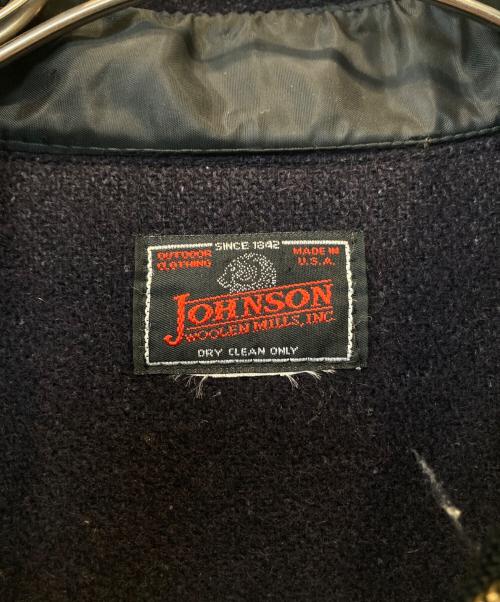 SINCE 1842
OUTDOOR
CLOTHING
MADE IN
U.S.A.
JOHNSON
WOOLEN MILLS, INC
DRY CLEAN ONLY